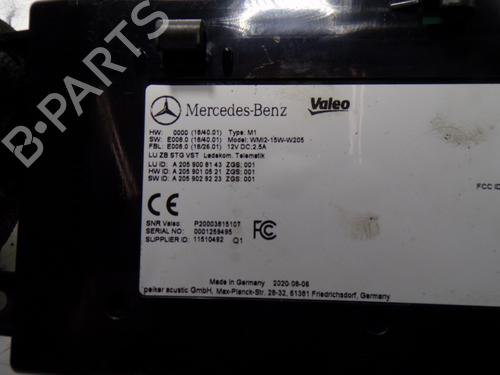 Mercedes-Benz Valeo
HW: 0000 (18/40.01) Type: M1
SW: E008.0 (18/40.01) Model: WMI2-15W-W205
FBL: E008.0 (18/26.01) 12V DC; 2,5A
LU ZB STG VST Ladekom. Telematik
LU ID: A 205 900 81 43 ZGS: 001
HW ID: A 205 901 05 21 ZGS: 001
SW ID: A 205 902 92 23 ZGS: 001
FCC ID
CE FC
SNR Valeo: P20003615107
SERIAL NO: 0001259495
SUPPLIER ID: 11510492 Q1
Made in Germany 2020-08-06
peiker acustic GmbH, Max-Planck-Str. 28-32, 61381 Friedrichsdorf, Germany